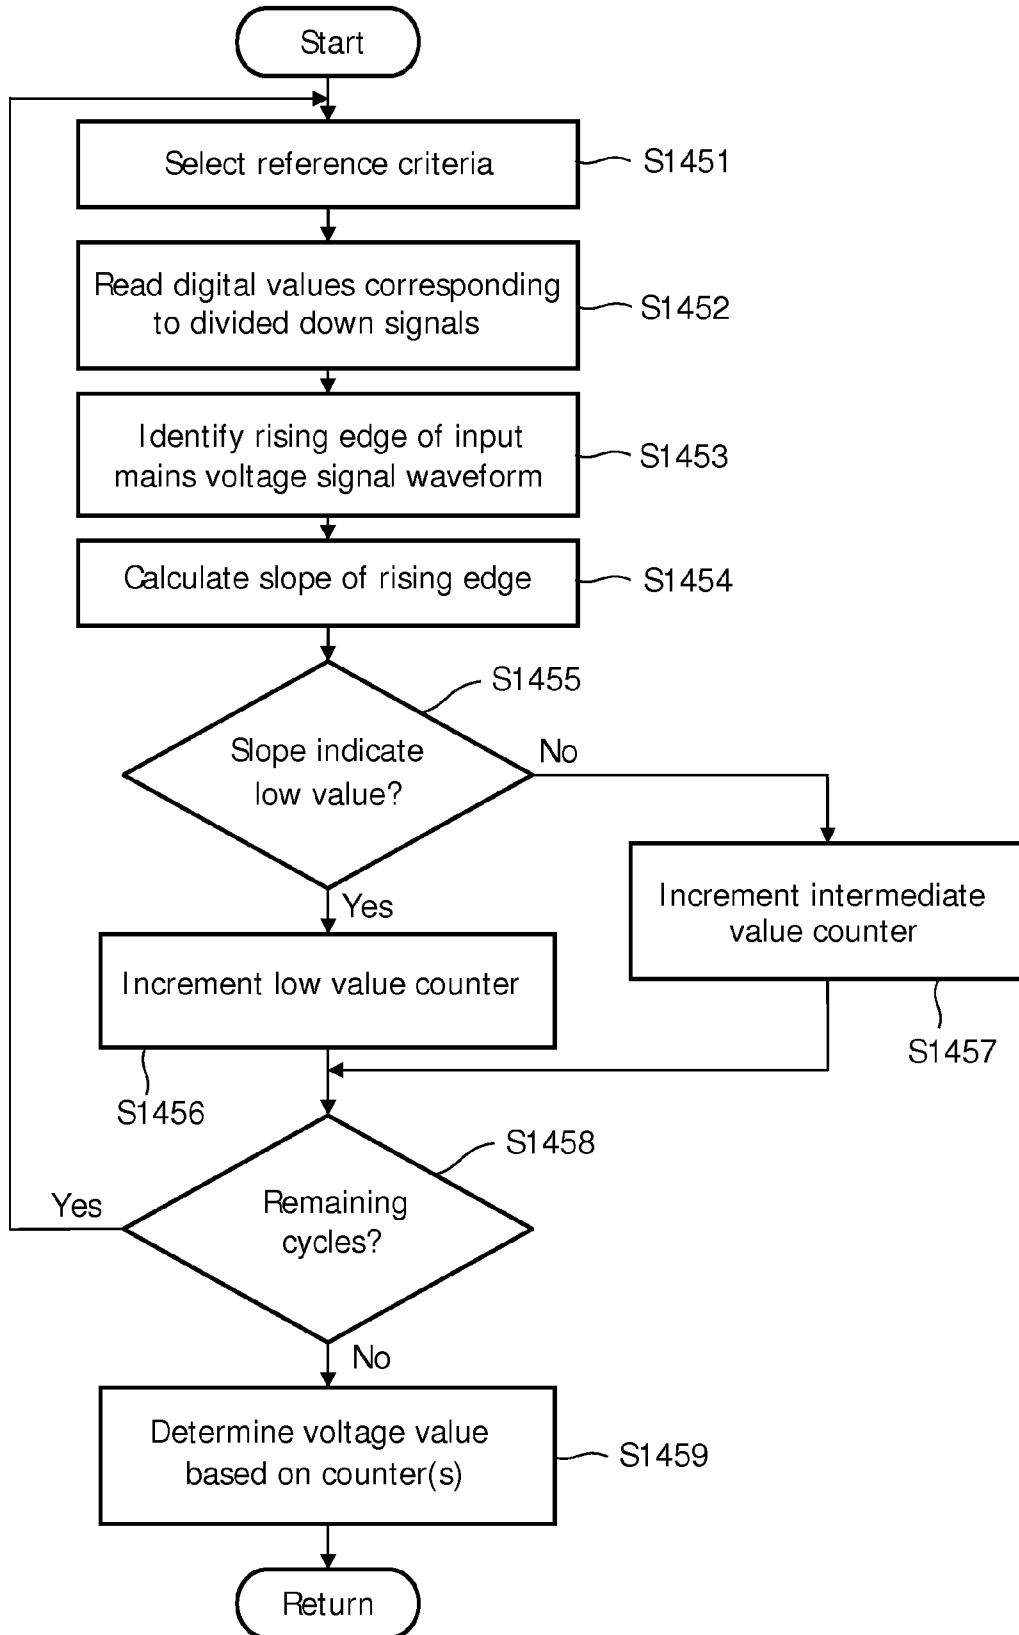 Start
Select reference criteria
S1451
Read digital values corresponding
to divided down signals
S1452
Identify rising edge of input
mains voltage signal waveform
S1453
Calculate slope of rising edge
S1454
S1455
Slope indicate
low value?
No
Yes
Increment intermediate
value counter
S1457
Increment low value counter
S1456
S1458
Remaining
cycles?
Yes
No
Determine voltage value
based on counter(s)
S1459
Return